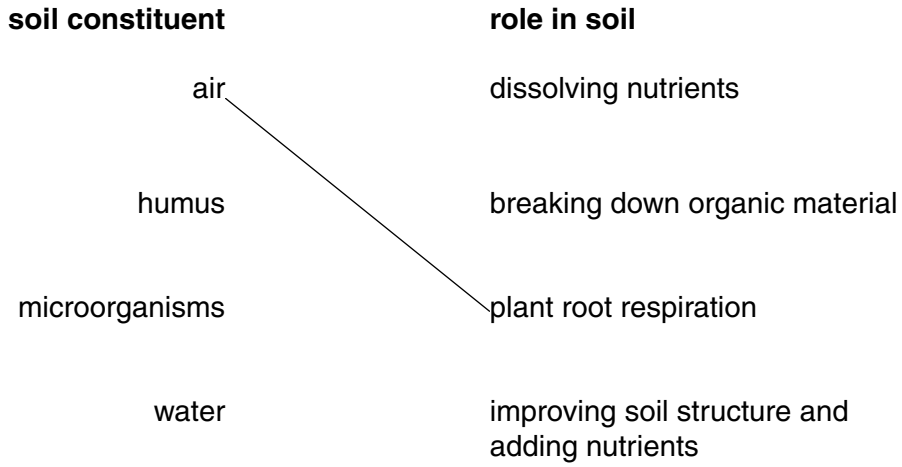 soil constituent role in soil
air dissolving nutrients
humus breaking down organic material
microorganisms plant root respiration
water improving soil structure and
adding nutrients